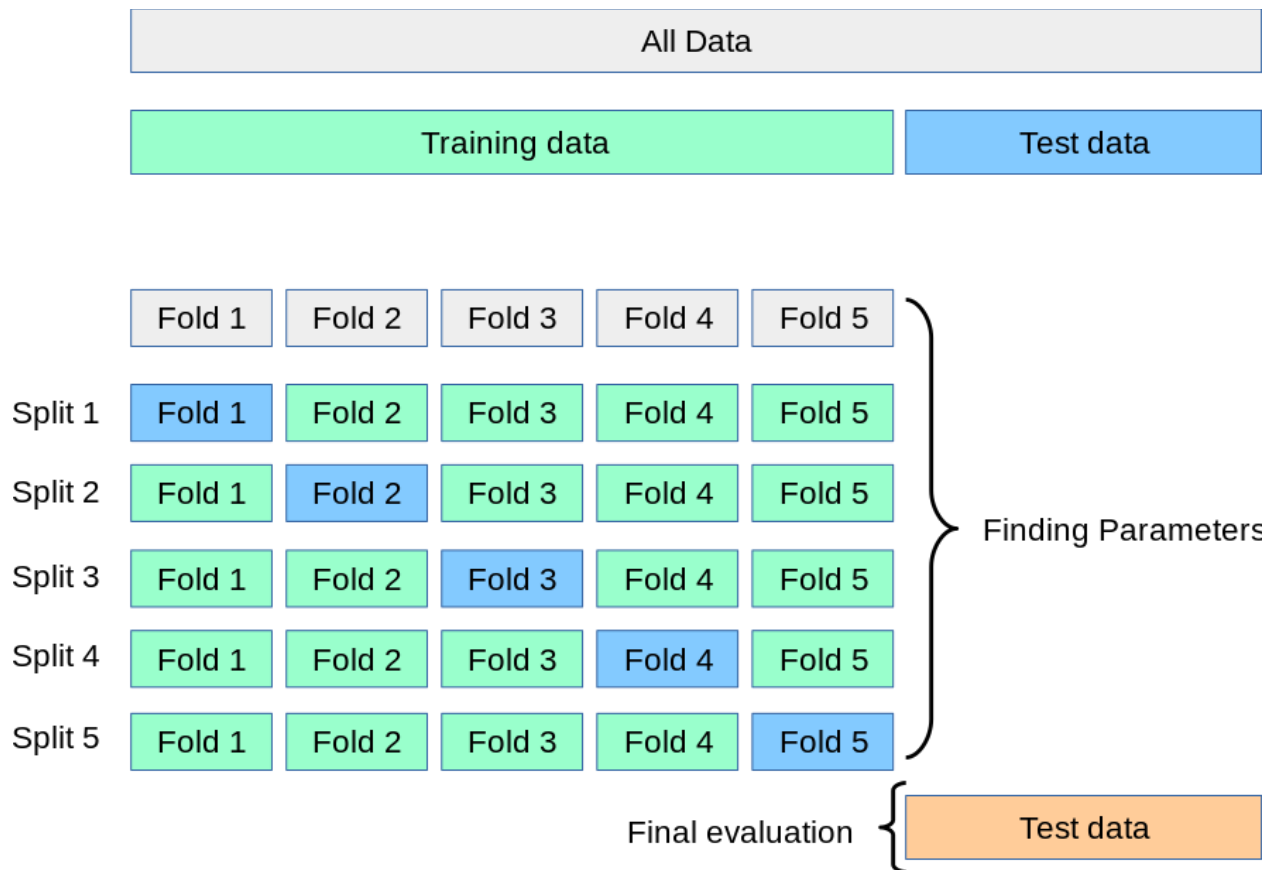 All Data
Training data Test data
Fold 1 Fold 2 Fold 3 Fold 4 Fold 5
Split 1 Fold 1 Fold 2 Fold 3 Fold 4 Fold 5
Split 2 Fold 1 Fold 2 Fold 3 Fold 4 Fold 5
Finding Parameters
Split 3 Fold 1 Fold 2 Fold 3 Fold 4 Fold 5
Split 4 Fold 1 Fold 2 Fold 3 Fold 4 Fold 5
Split 5 Fold 1 Fold 2 Fold 3 Fold 4 Fold 5
Final evaluation Test data